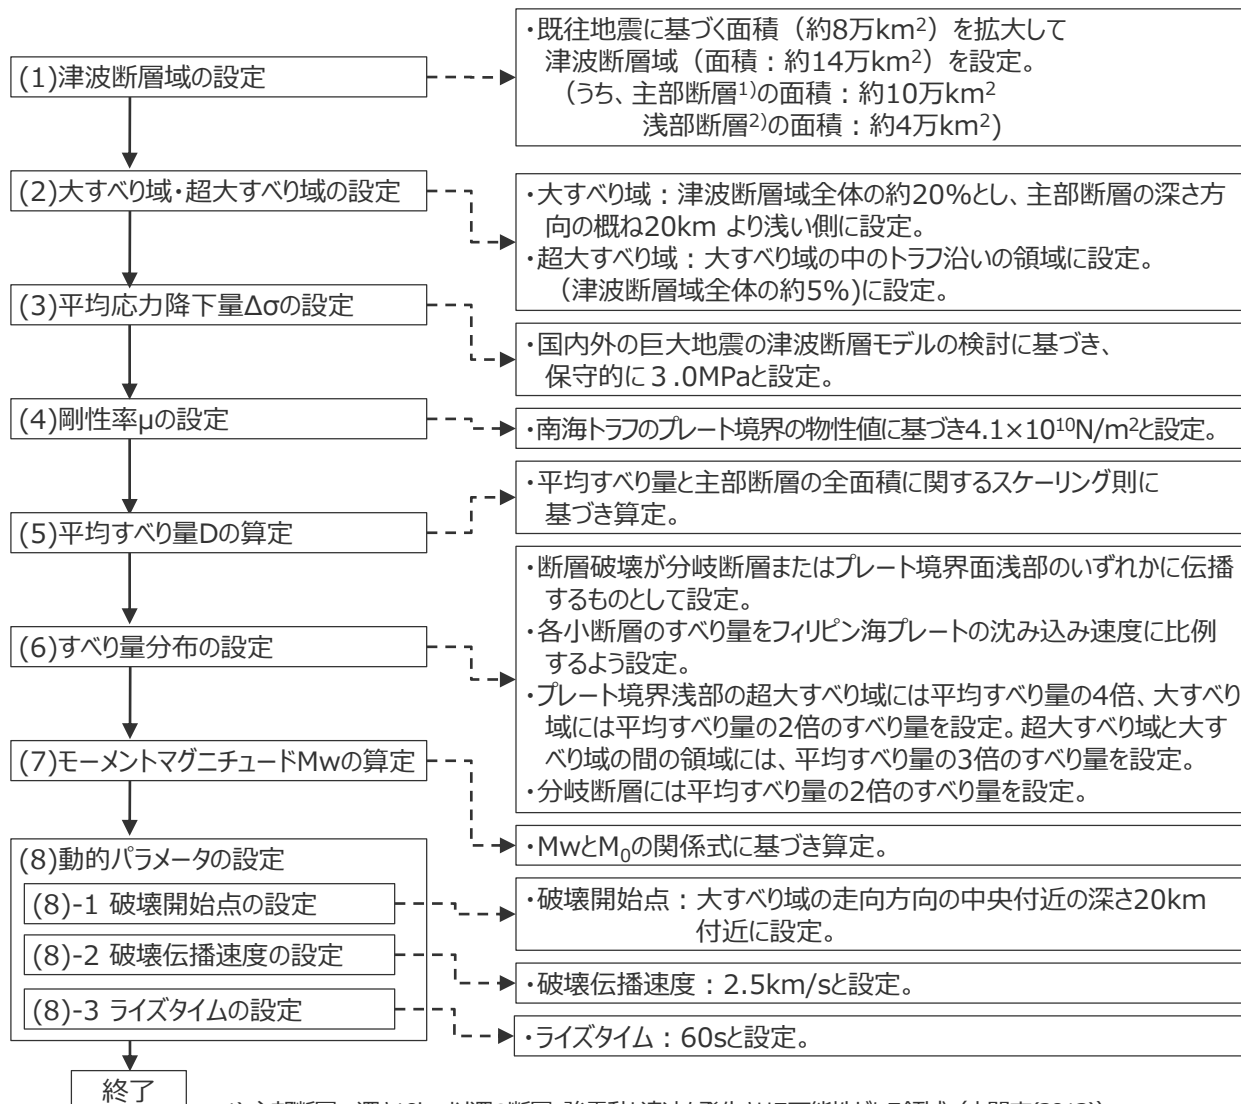 (1)津波断層域の設定
・既往地震に基づく面積（約8万km²）を拡大して
津波断層域（面積：約14万km²）を設定。
（うち、主部断層¹⁾の面積：約10万km²
浅部断層²⁾の面積：約4万km²)
(2)大すべり域・超大すべり域の設定
・大すべり域：津波断層域全体の約20%とし、主部断層の深さ方
向の概ね20km より浅い側に設定。
・超大すべり域：大すべり域の中のトラフ沿いの領域に設定。
（津波断層域全体の約5%)に設定。
(3)平均応力降下量Δσの設定
・国内外の巨大地震の津波断層モデルの検討に基づき、
保守的に３.0MPaと設定。
(4)剛性率μの設定
・南海トラフのプレート境界の物性値に基づき4.1×10¹⁰N/m²と設定。
(5)平均すべり量Dの算定
・平均すべり量と主部断層の全面積に関するスケーリング則に
基づき算定。
(6)すべり量分布の設定
・断層破壊が分岐断層またはプレート境界面浅部のいずれかに伝播
するものとして設定。
・各小断層のすべり量をフィリピン海プレートの沈み込み速度に比例
するよう設定。
・プレート境界浅部の超大すべり域には平均すべり量の4倍、大すべり
域には平均すべり量の2倍のすべり量を設定。超大すべり域と大す
べり域の間の領域には、平均すべり量の3倍のすべり量を設定。
・分岐断層には平均すべり量の2倍のすべり量を設定。
(7)モーメントマグニチュードMwの算定
・MwとM₀の関係式に基づき算定。
(8)動的パラメータの設定
(8)-1 破壊開始点の設定
・破壊開始点：大すべり域の走向方向の中央付近の深さ20km
付近に設定。
(8)-2 破壊伝播速度の設定
・破壊伝播速度：2.5km/sと設定。
(8)-3 ライズタイムの設定
・ライズタイム：60sと設定。
終了